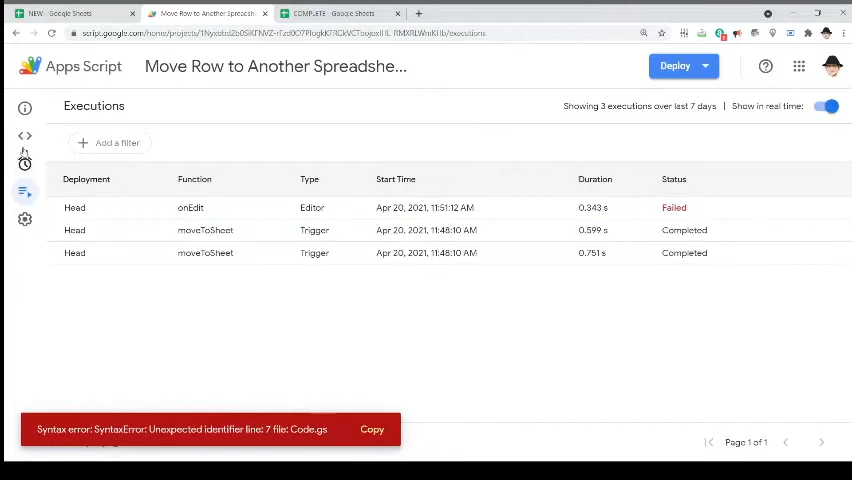 NEW - Google Sheets
Move Row to Another Spreadsh
COMPLETE - Google Sheets
Apps Script
Move Row to Another Spreadshe...
Deploy
Executions
Showing 3 executions over last 7 days
Show in real time:
Add a filter
Deployment Function Type Start Time Duration Status
Head onEdit Editor Apr 20, 2021, 11:51:12 AM 0.343 s Failed
Head moveToSheet Trigger Apr 20, 2021, 11:48:10 AM 0.599 s Completed
Head moveToSheet Trigger Apr 20, 2021, 11:48:10 AM 0.751 s Completed
Syntax error: SyntaxError: Unexpected identifier line: 7 file: Code.gs Copy
Page 1 of 1